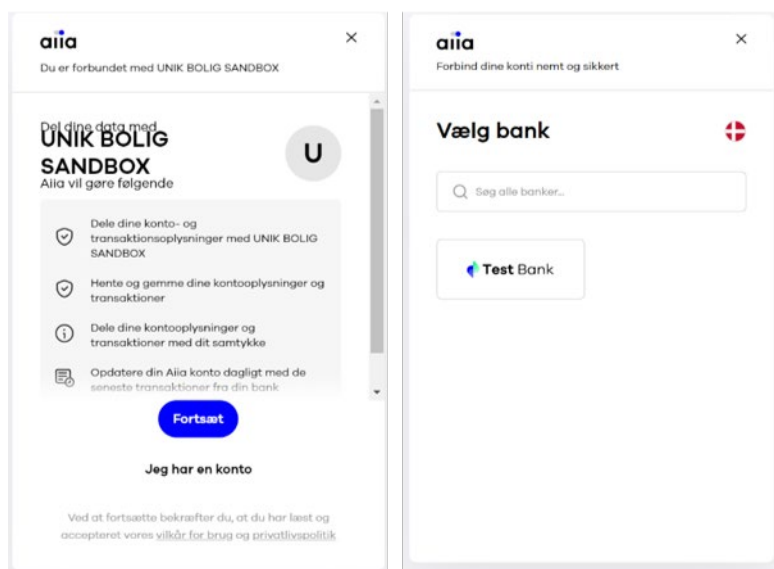 aiia
Du er forbundet med UNIK BOLIG SANDBOX
Del dine data med
UNIK BOLIG
SANDBOX
U
Aiia vil gøre følgende
Dele dine konto- og
transaktionsoplysninger med UNIK BOLIG
SANDBOX
Hente og gemme dine kontooplysninger og
transaktioner
Dele dine kontooplysninger og
transaktioner med dit samtykke
Opdatere din Aiia konto dagligt med de
seneste transaktioner fra din bank
Fortsæt
Jeg har en konto
Ved at fortsætte bekræfter du, at du har læst og
accepteret vores vilkår for brug og privatlivspolitik
aiia
Forbind dine konti nemt og sikkert
Vælg bank
Søg alle banker...
Test Bank